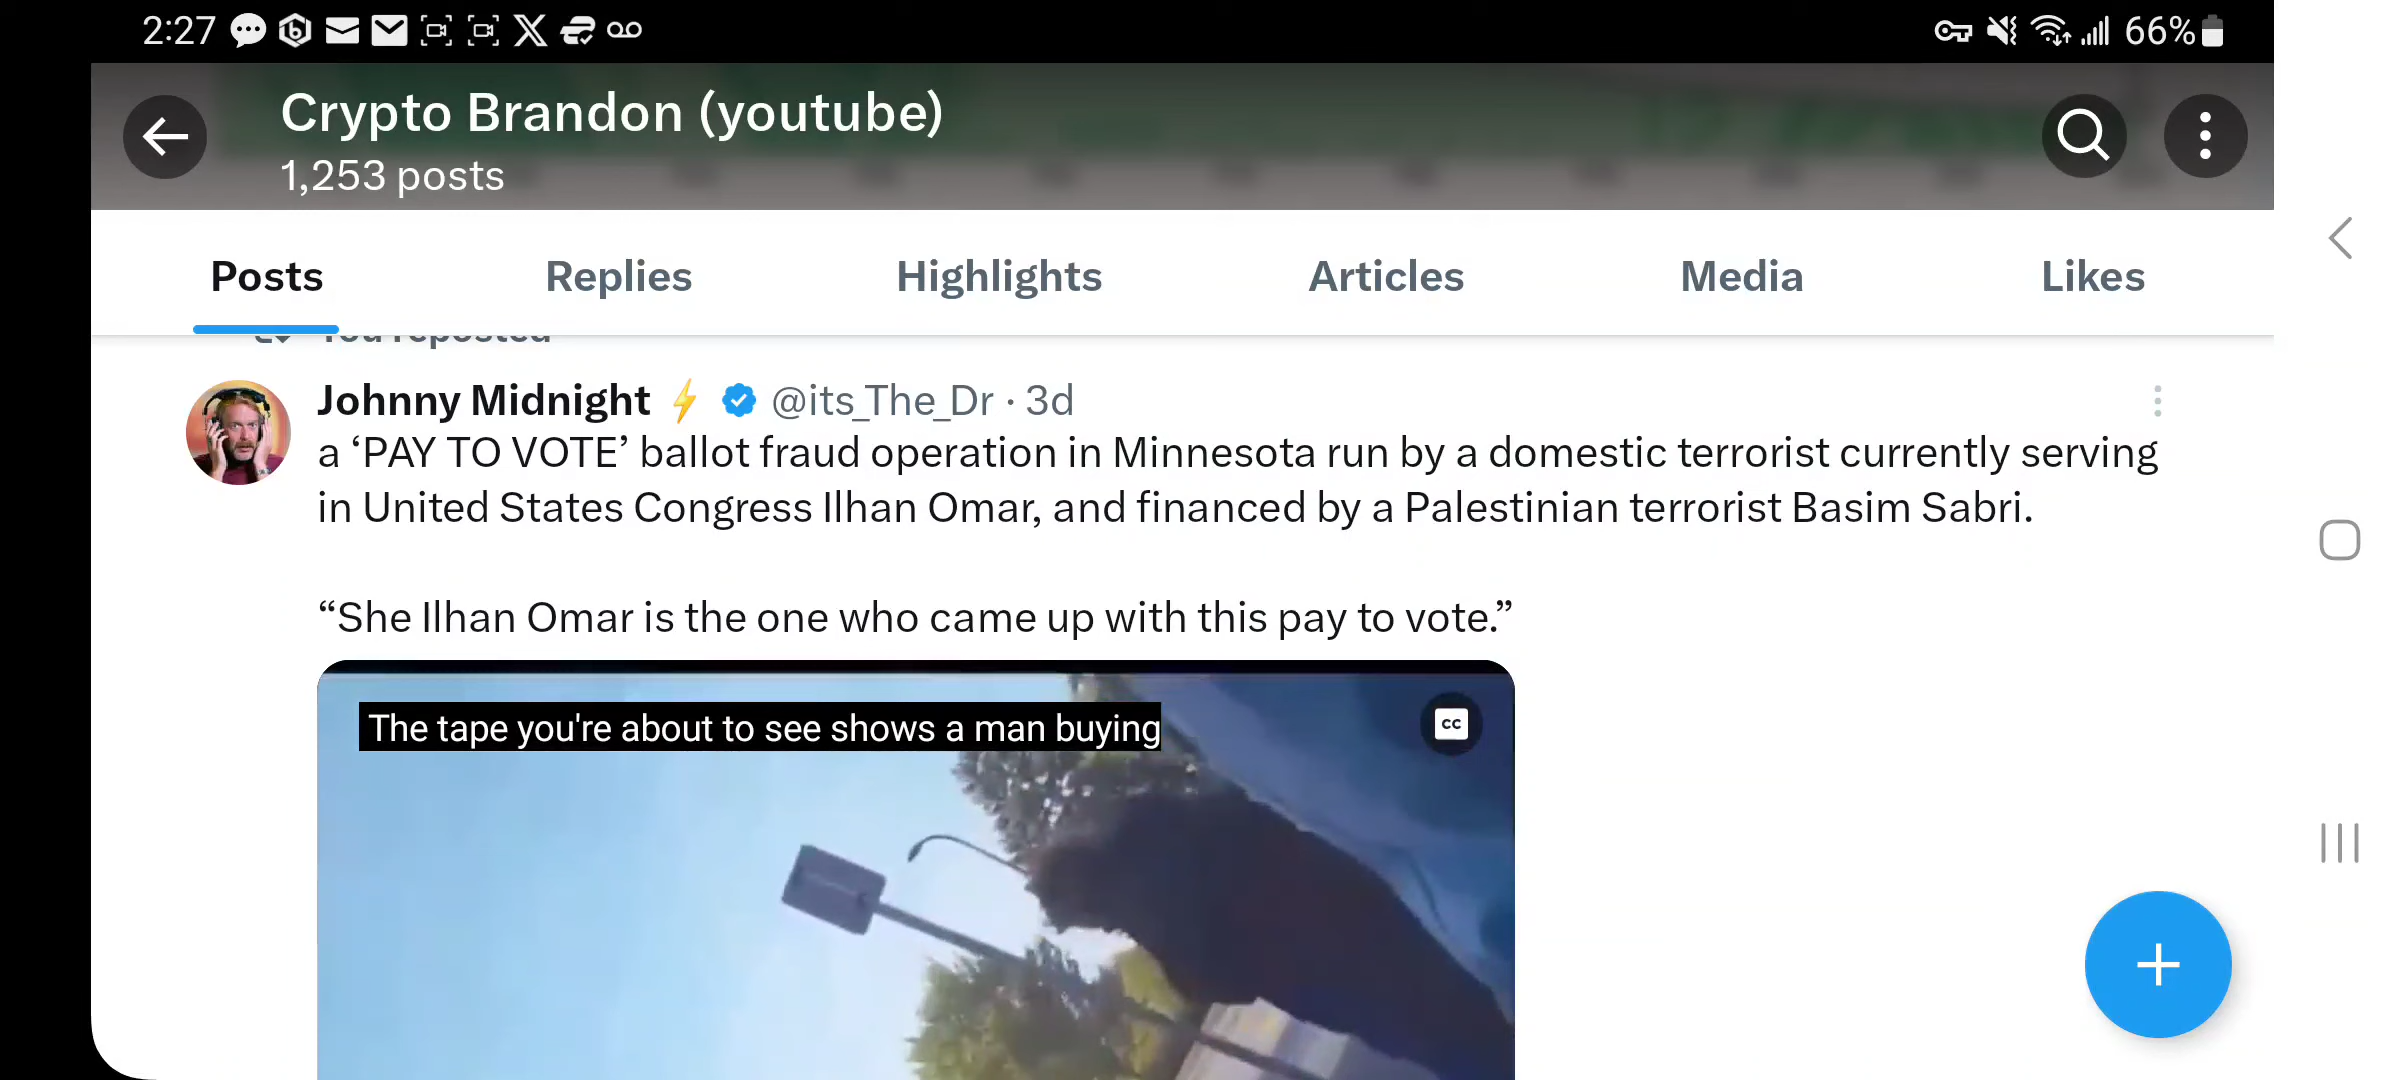 2:27
66%
Crypto Brandon (youtube)
1,253 posts
Posts Replies Highlights Articles Media Likes
You reposted
Johnny Midnight ⚡ @its_The_Dr · 3d
a ‘PAY TO VOTE’ ballot fraud operation in Minnesota run by a domestic terrorist currently serving
in United States Congress Ilhan Omar, and financed by a Palestinian terrorist Basim Sabri.
“She Ilhan Omar is the one who came up with this pay to vote.”
The tape you're about to see shows a man buying
CC